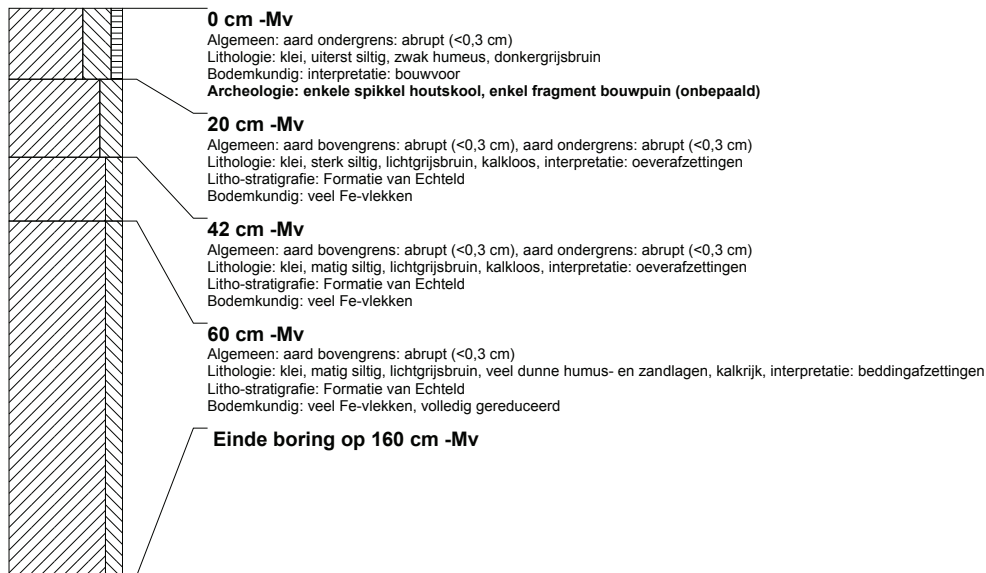 0 cm -Mv
Algemeen: aard ondergrens: abrupt (<0,3 cm)
Lithologie: klei, uiterst siltig, zwak humeus, donkergrijsbruin
Bodemkundig: interpretatie: bouwvoor
Archeologie: enkele spikkel houtskool, enkel fragment bouwpuin (onbepaald)
20 cm -Mv
Algemeen: aard bovengrens: abrupt (<0,3 cm), aard ondergrens: abrupt (<0,3 cm)
Lithologie: klei, sterk siltig, lichtgrijsbruin, kalkloos, interpretatie: oeverafzettingen
Litho-stratigrafie: Formatie van Echteld
Bodemkundig: veel Fe-vlekken
42 cm -Mv
Algemeen: aard bovengrens: abrupt (<0,3 cm), aard ondergrens: abrupt (<0,3 cm)
Lithologie: klei, matig siltig, lichtgrijsbruin, kalkloos, interpretatie: oeverafzettingen
Litho-stratigrafie: Formatie van Echteld
Bodemkundig: veel Fe-vlekken
60 cm -Mv
Algemeen: aard bovengrens: abrupt (<0,3 cm)
Lithologie: klei, matig siltig, lichtgrijsbruin, veel dunne humus- en zandlagen, kalkrijk, interpretatie: beddingafzettingen
Litho-stratigrafie: Formatie van Echteld
Bodemkundig: veel Fe-vlekken, volledig gereduceerd
Einde boring op 160 cm -Mv